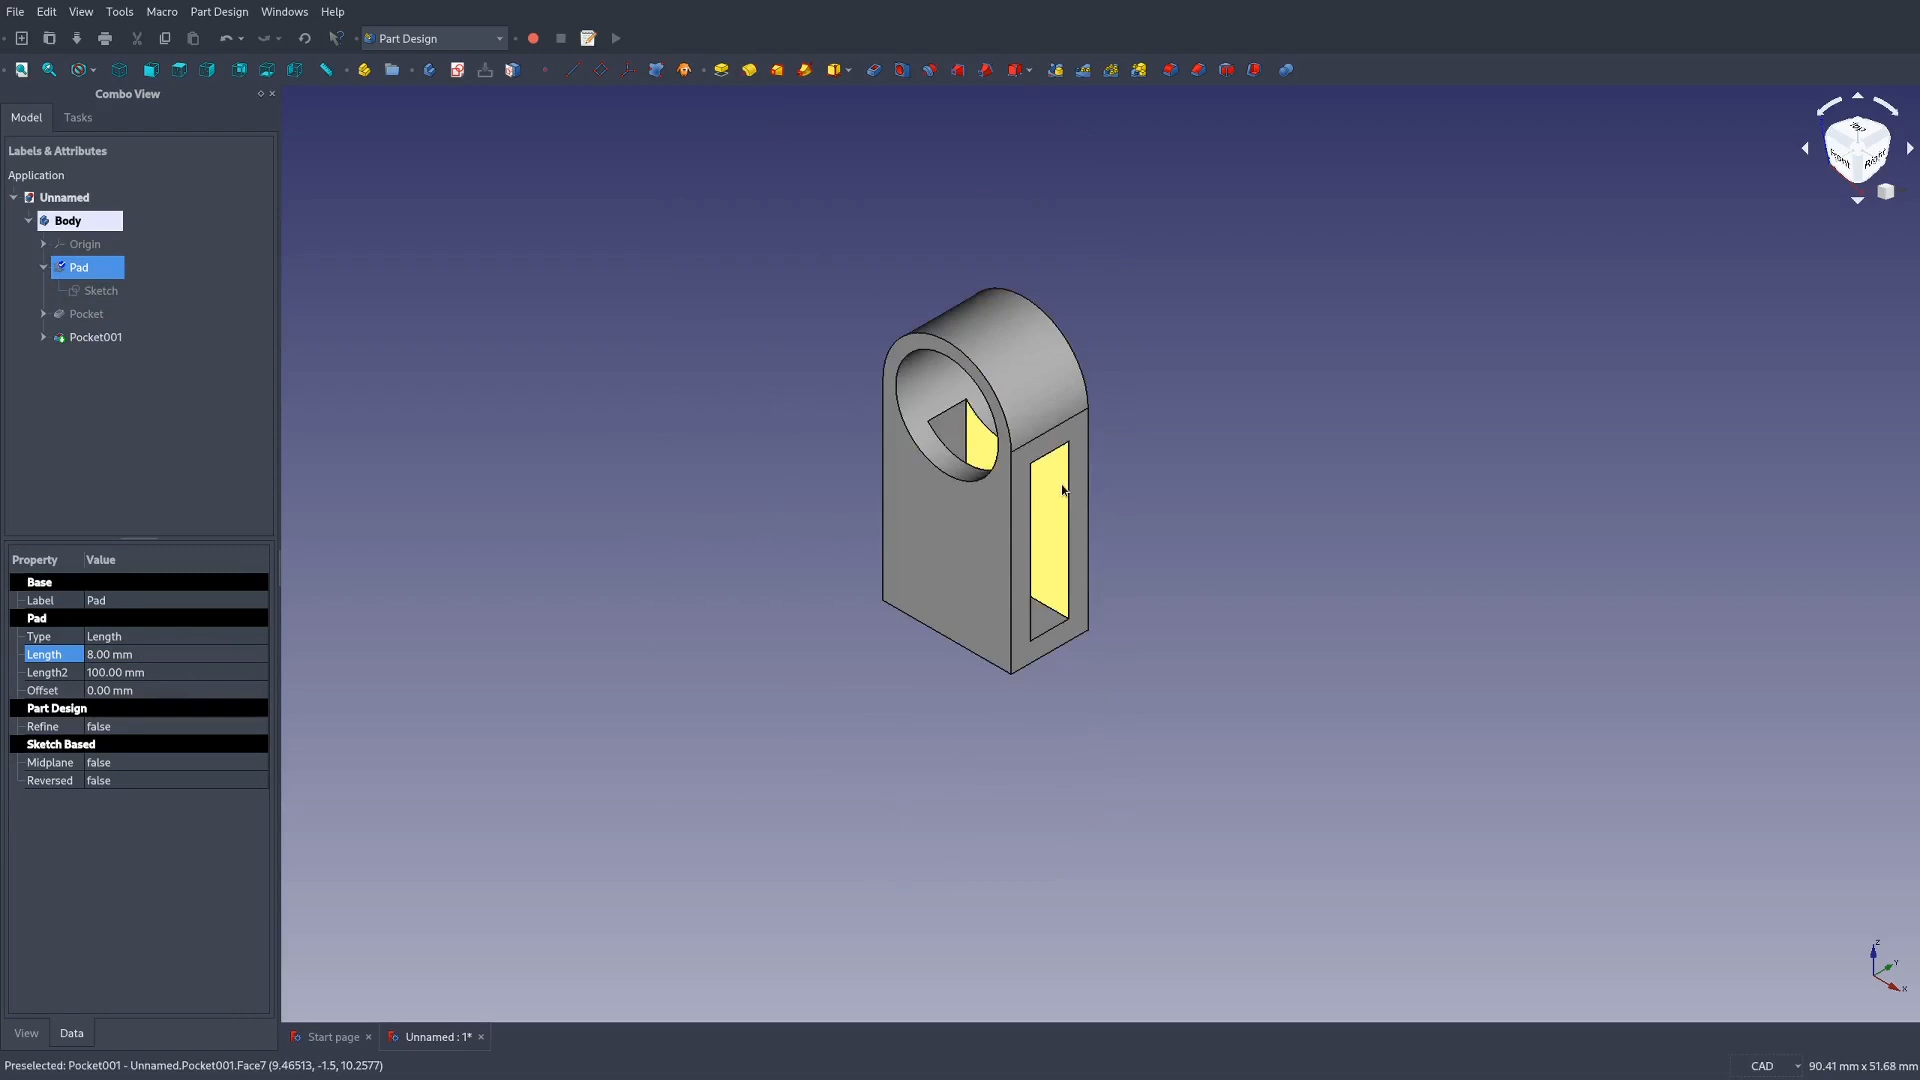 File Edit View Tools Macro Part Design Windows Help
Part Design
Combo View
Model Tasks
Labels & Attributes
Application
Unnamed
Body
Origin
Pad
Sketch
Pocket
Pocket001
Property Value
Base
Label Pad
Pad
Type Length
Length 8.00 mm
Length2 100.00 mm
Offset 0.00 mm
Part Design
Refine false
Sketch Based
Midplane false
Reversed false
View Data
Top
Front
Right
Z
Y
X
Start page
Unnamed : 1*
Preselected: Pocket001 - Unnamed.Pocket001.Face7 (9.46513, -1.5, 10.2577)
CAD 90.41 mm x 51.68 mm